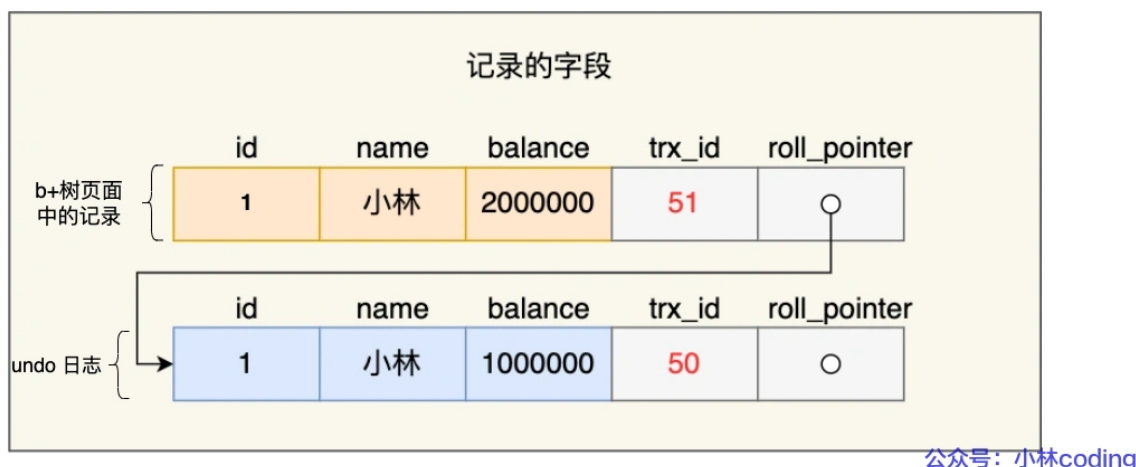 记录的字段
id name balance trx_id roll_pointer
b+树页面
中的记录
1 小林 2000000 51
id name balance trx_id roll_pointer
undo 日志
1 小林 1000000 50
公众号：小林coding